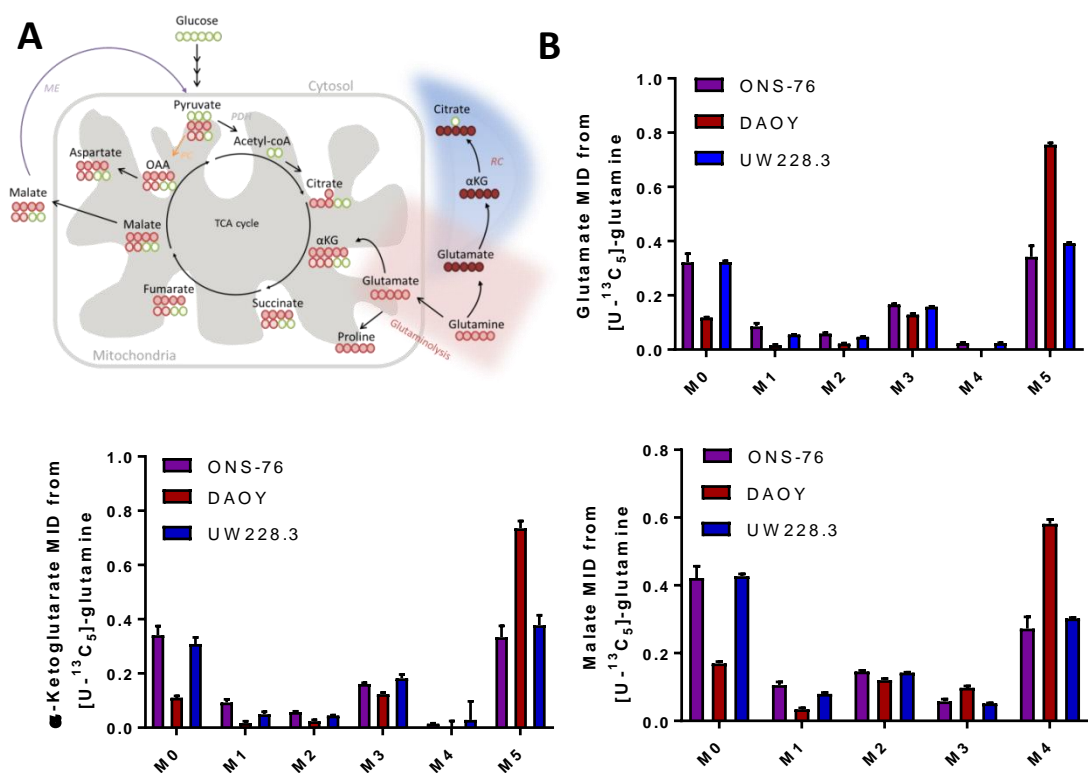 A
Glucose
ME
Cytosol
Pyruvate
PDH
Acetyl-coA
PC
Aspartate
OAA
Citrate
Malate
TCA cycle
Malate
αKG
Glutamate
Fumarate
Succinate
Glutamine
Proline
Glutaminolysis
Mitochondria
Citrate
RC
αKG
Glutamate
B
Glutamate MID from
[U-¹³C₅]-glutamine
1.0
0.8
0.6
0.4
0.2
0.0
ONS-76
DAOY
UW228.3
M0
M1
M2
M3
M4
M5
-Ketoglutarate MID from
[U-¹³C₅]-glutamine
1.0
0.8
0.6
0.4
0.2
0.0
ONS-76
DAOY
UW228.3
M0
M1
M2
M3
M4
M5
Malate MID from
[U-¹³C₅]-glutamine
0.8
0.6
0.4
0.2
0.0
ONS-76
DAOY
UW228.3
M0
M1
M2
M3
M4